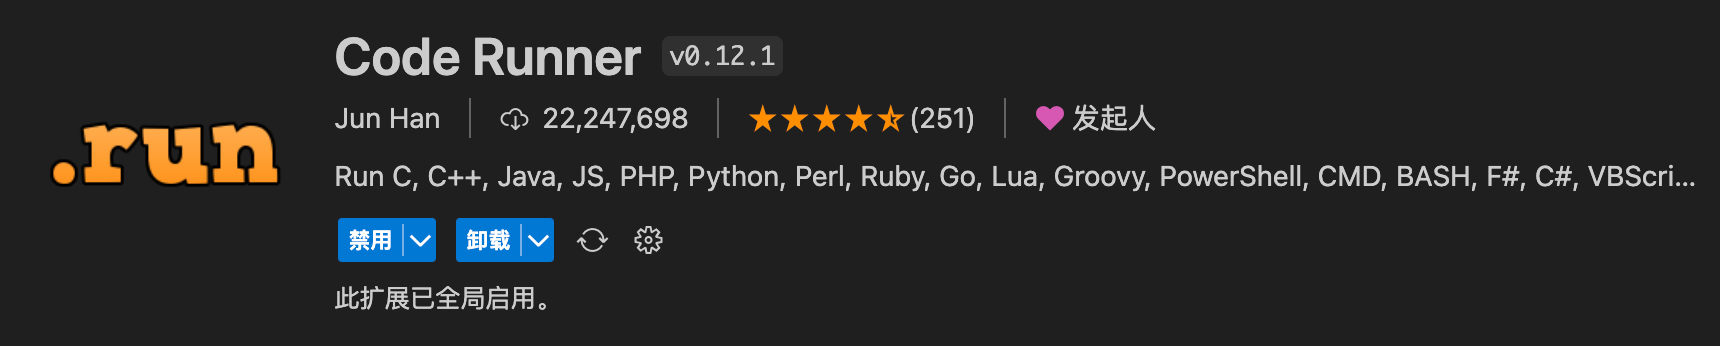 Code Runner v0.12.1
Jun Han 22,247,698 (251) 发起人
.run
Run C, C++, Java, JS, PHP, Python, Perl, Ruby, Go, Lua, Groovy, PowerShell, CMD, BASH, F#, C#, VBScri...
禁用 卸载
此扩展已全局启用。